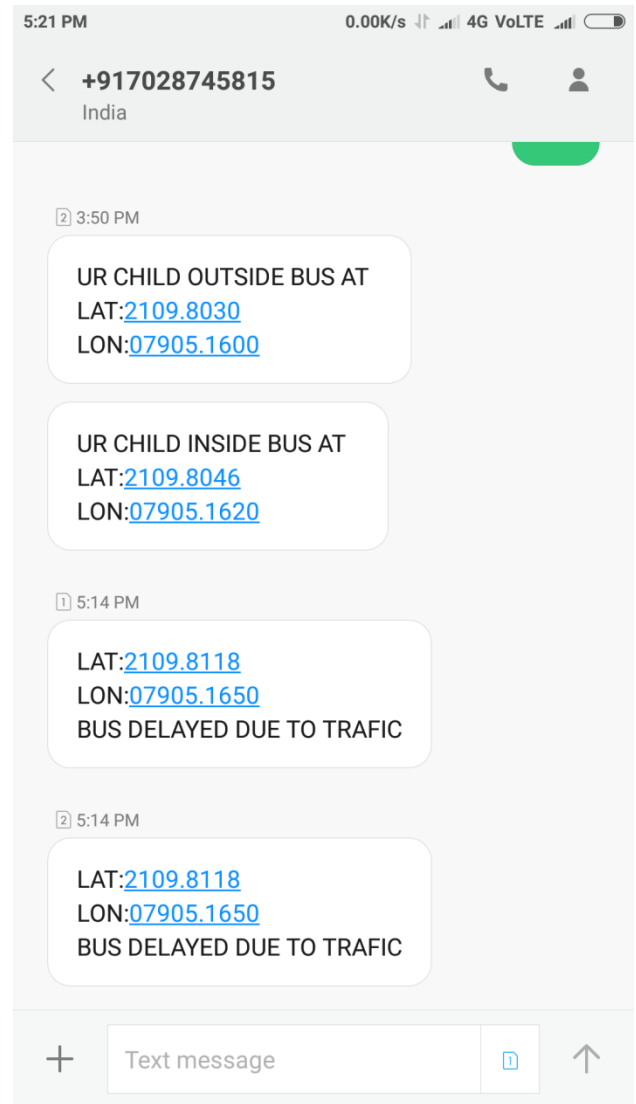 5:21 PM 0.00K/s 4G VoLTE
+917028745815
India
2 3:50 PM
UR CHILD OUTSIDE BUS AT
LAT:2109.8030
LON:07905.1600
UR CHILD INSIDE BUS AT
LAT:2109.8046
LON:07905.1620
1 5:14 PM
LAT:2109.8118
LON:07905.1650
BUS DELAYED DUE TO TRAFIC
2 5:14 PM
LAT:2109.8118
LON:07905.1650
BUS DELAYED DUE TO TRAFIC
Text message 1